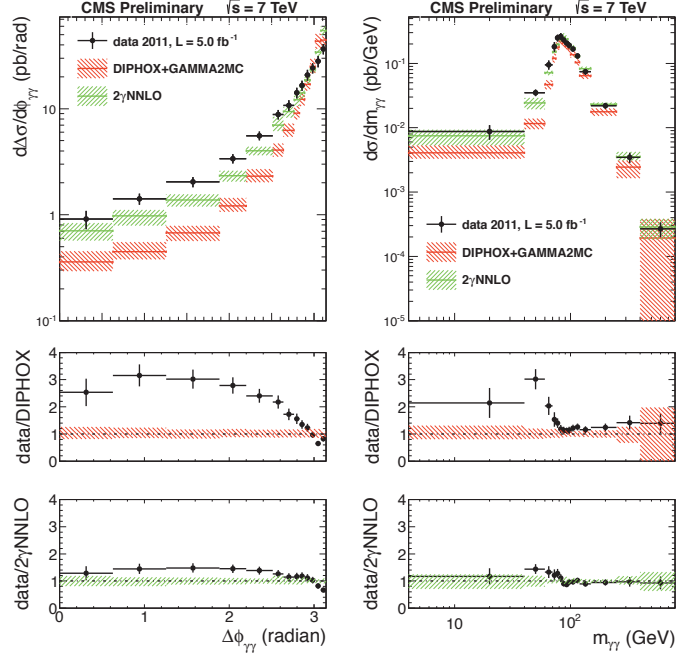 CMS Preliminary √s = 7 TeV
dΔσ/dϕγγ (pb/rad)
10
1
10⁻¹
data 2011, L = 5.0 fb⁻¹
DIPHOX+GAMMA2MC
2γNNLO
data/DIPHOX
4
3
2
1
0
data/2γNNLO
4
3
2
1
0
0 1 2 3
Δϕγγ (radian)
CMS Preliminary √s = 7 TeV
dσ/dmγγ (pb/GeV)
10⁻¹
10⁻²
10⁻³
10⁻⁴
10⁻⁵
data 2011, L = 5.0 fb⁻¹
DIPHOX+GAMMA2MC
2γNNLO
data/DIPHOX
4
3
2
1
0
data/2γNNLO
4
3
2
1
0
10 10²
mγγ (GeV)